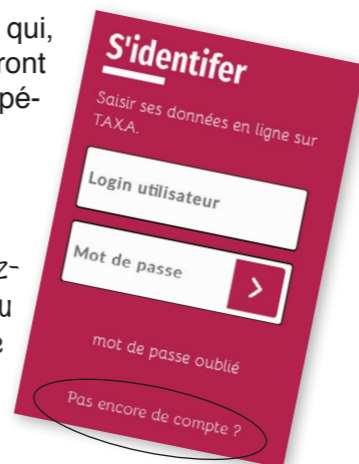 qui,
ront
pé-
z-
u
e
S'identifer
Saisir ses données en ligne sur
TAXA.
Login utilisateur
Mot de passe
>
mot de passe oublié
Pas encore de compte ?